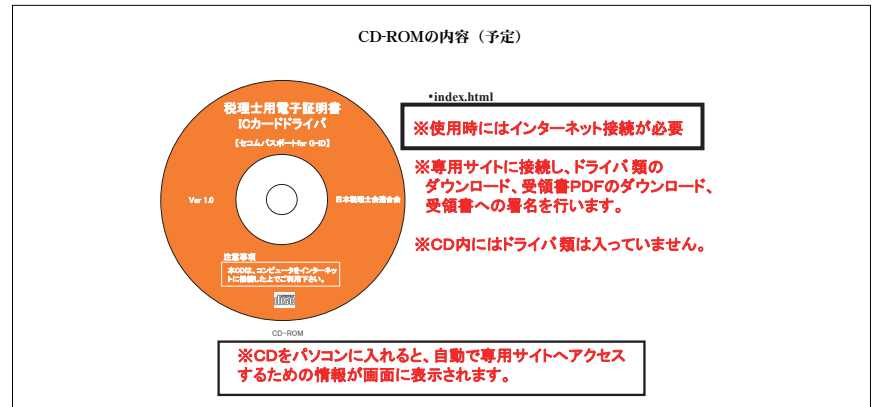 CD-ROMの内容（予定）
税理士用電子証明書
ICカードドライバ
【セコムパスポートfor G-ID】
Ver 1.0
日本税理士会連合会
注意事項
本CDは、コンピュータをインターネッ
トに接続した上でご利用下さい。
disc
CD-ROM
•index.html
※使用時にはインターネット接続が必要
※専用サイトに接続し、ドライバ類の
ダウンロード、受領書PDFのダウンロード、
受領書への署名を行います。
※CD内にはドライバ類は入っていません。
※CDをパソコンに入れると、自動で専用サイトへアクセス
するための情報が画面に表示されます。